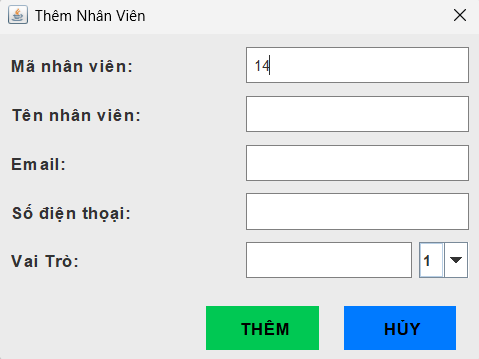 Thêm Nhân Viên
Mã nhân viên: 14
Tên nhân viên:
Email:
Số điện thoại:
Vai Trò: 1
THÊM HỦY